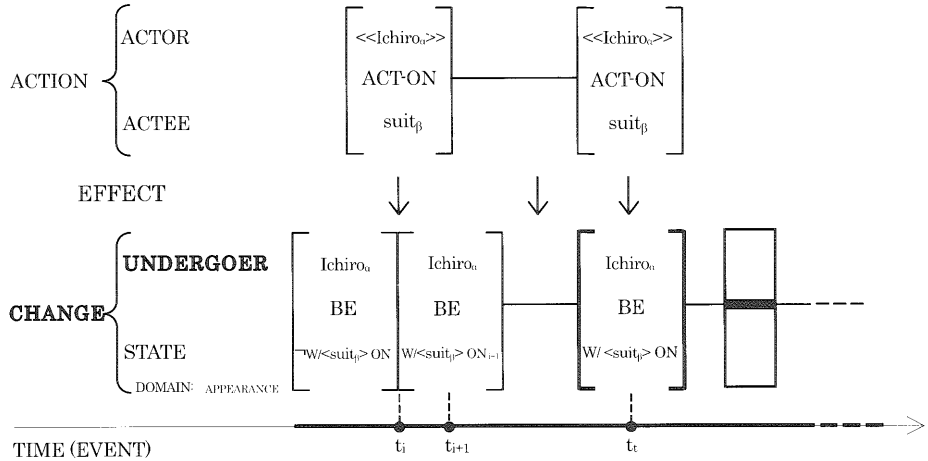 ACTION
ACTOR
ACTEE
<<Ichiroα>>
ACT-ON
suitβ
<<Ichiroα>>
ACT-ON
suitβ
EFFECT
CHANGE
UNDERGOER
STATE
DOMAIN: APPEARANCE
Ichiroα
BE
¬W/<suitβ> ON
Ichiroα
BE
W/<suitβ> ONᵢ₋₁
Ichiroα
BE
W/ <suitβ> ON
TIME (EVENT)
ti
ti+1
tt